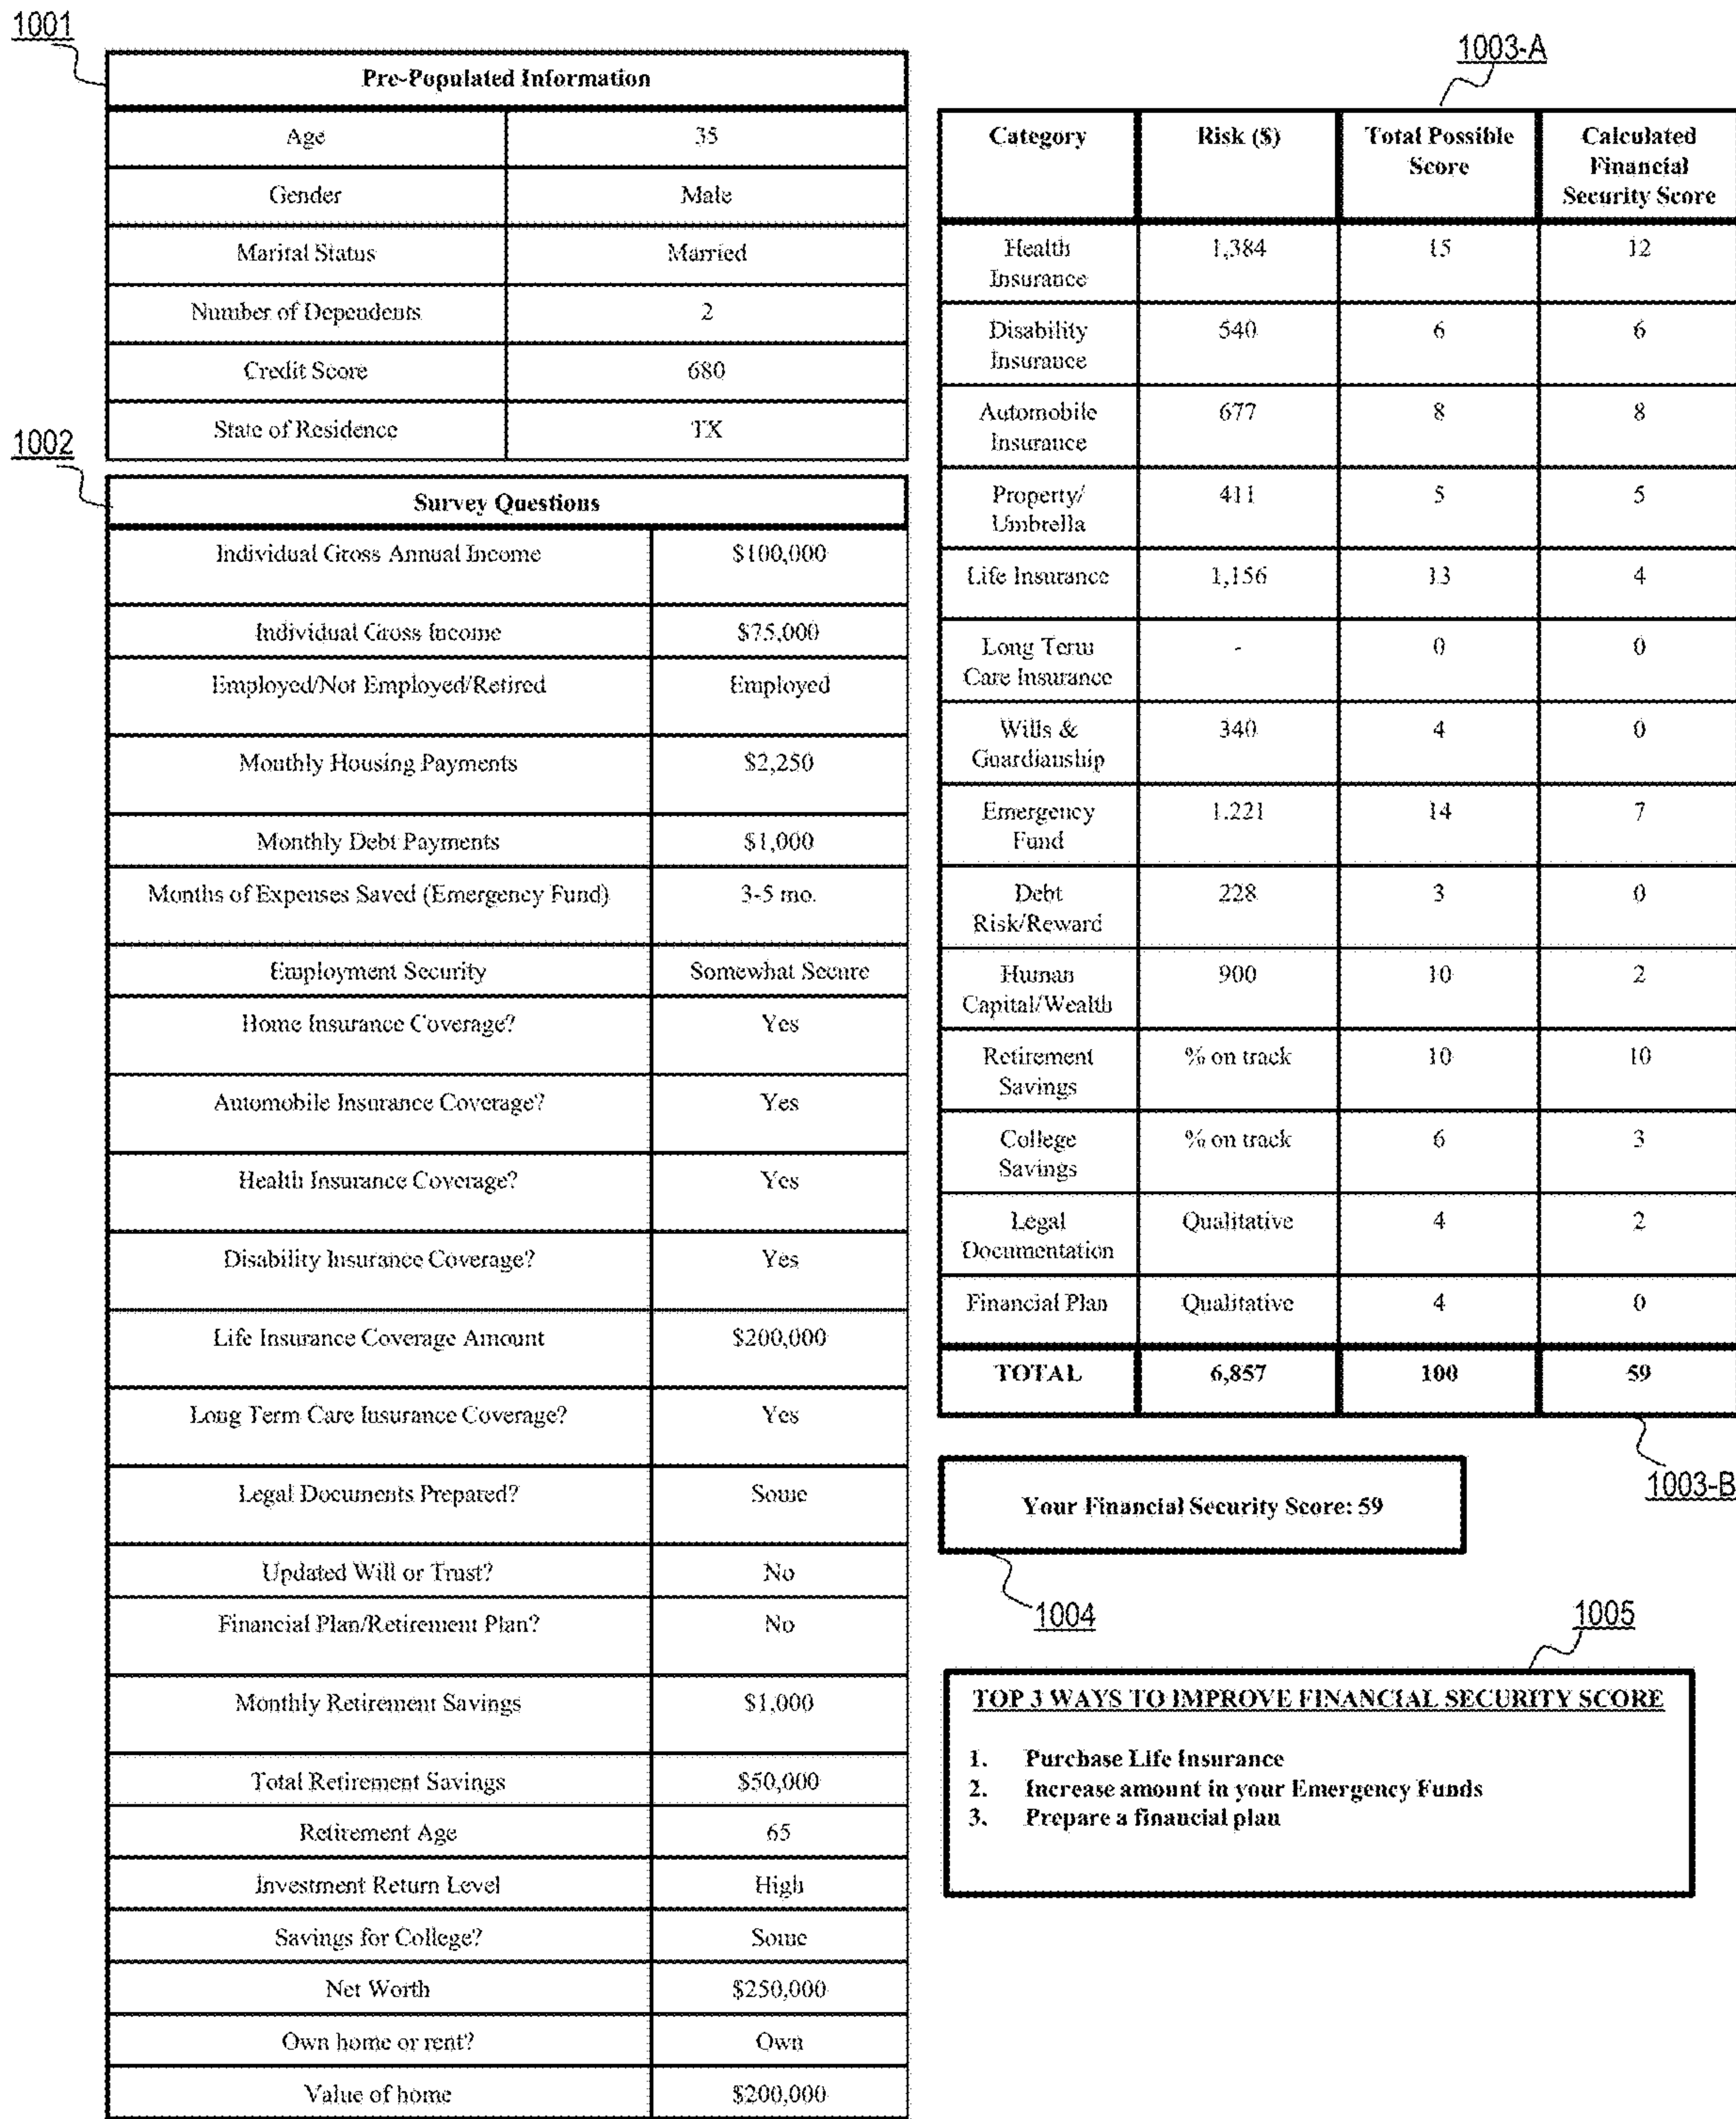 1001
Pre-Populated Information
Age 35
Gender Male
Marital Status Married
Number of Dependents 2
Credit Score 680
State of Residence TX
1002
Survey Questions
Individual Gross Annual Income $100,000
Individual Gross Income $75,000
Employed/Not Employed/Retired Employed
Monthly Housing Payments $2,250
Monthly Debt Payments $1,000
Months of Expenses Saved (Emergency Fund) 3-5 mo.
Employment Security Somewhat Secure
Home Insurance Coverage? Yes
Automobile Insurance Coverage? Yes
Health Insurance Coverage? Yes
Disability Insurance Coverage? Yes
Life Insurance Coverage Amount $200,000
Long Term Care Insurance Coverage? Yes
Legal Documents Prepared? Some
Updated Will or Trust? No
Financial Plan/Retirement Plan? No
Monthly Retirement Savings $1,000
Total Retirement Savings $50,000
Retirement Age 65
Investment Return Level High
Savings for College? Some
Net Worth $250,000
Own home or rent? Own
Value of home $200,000
1003-A
Category Risk ($) Total Possible Calculated
Score Financial
Security Score
Health 1,384 15 12
Insurance
Disability 540 6 6
Insurance
Automobile 677 8 8
Insurance
Property/ 411 5 5
Umbrella
Life Insurance 1,156 13 4
Long Term - 0 0
Care Insurance
Wills & 340 4 0
Guardianship
Emergency 1.221 14 7
Fund
Debt 228 3 0
Risk/Reward
Human 900 10 2
Capital/Wealth
Retirement % on track 10 10
Savings
College % on track 6 3
Savings
Legal Qualitative 4 2
Documentation
Financial Plan Qualitative 4 0
TOTAL 6,857 100 59
1003-B
Your Financial Security Score: 59
1004
1005
TOP 3 WAYS TO IMPROVE FINANCIAL SECURITY SCORE
1. Purchase Life Insurance
2. Increase amount in your Emergency Funds
3. Prepare a financial plan